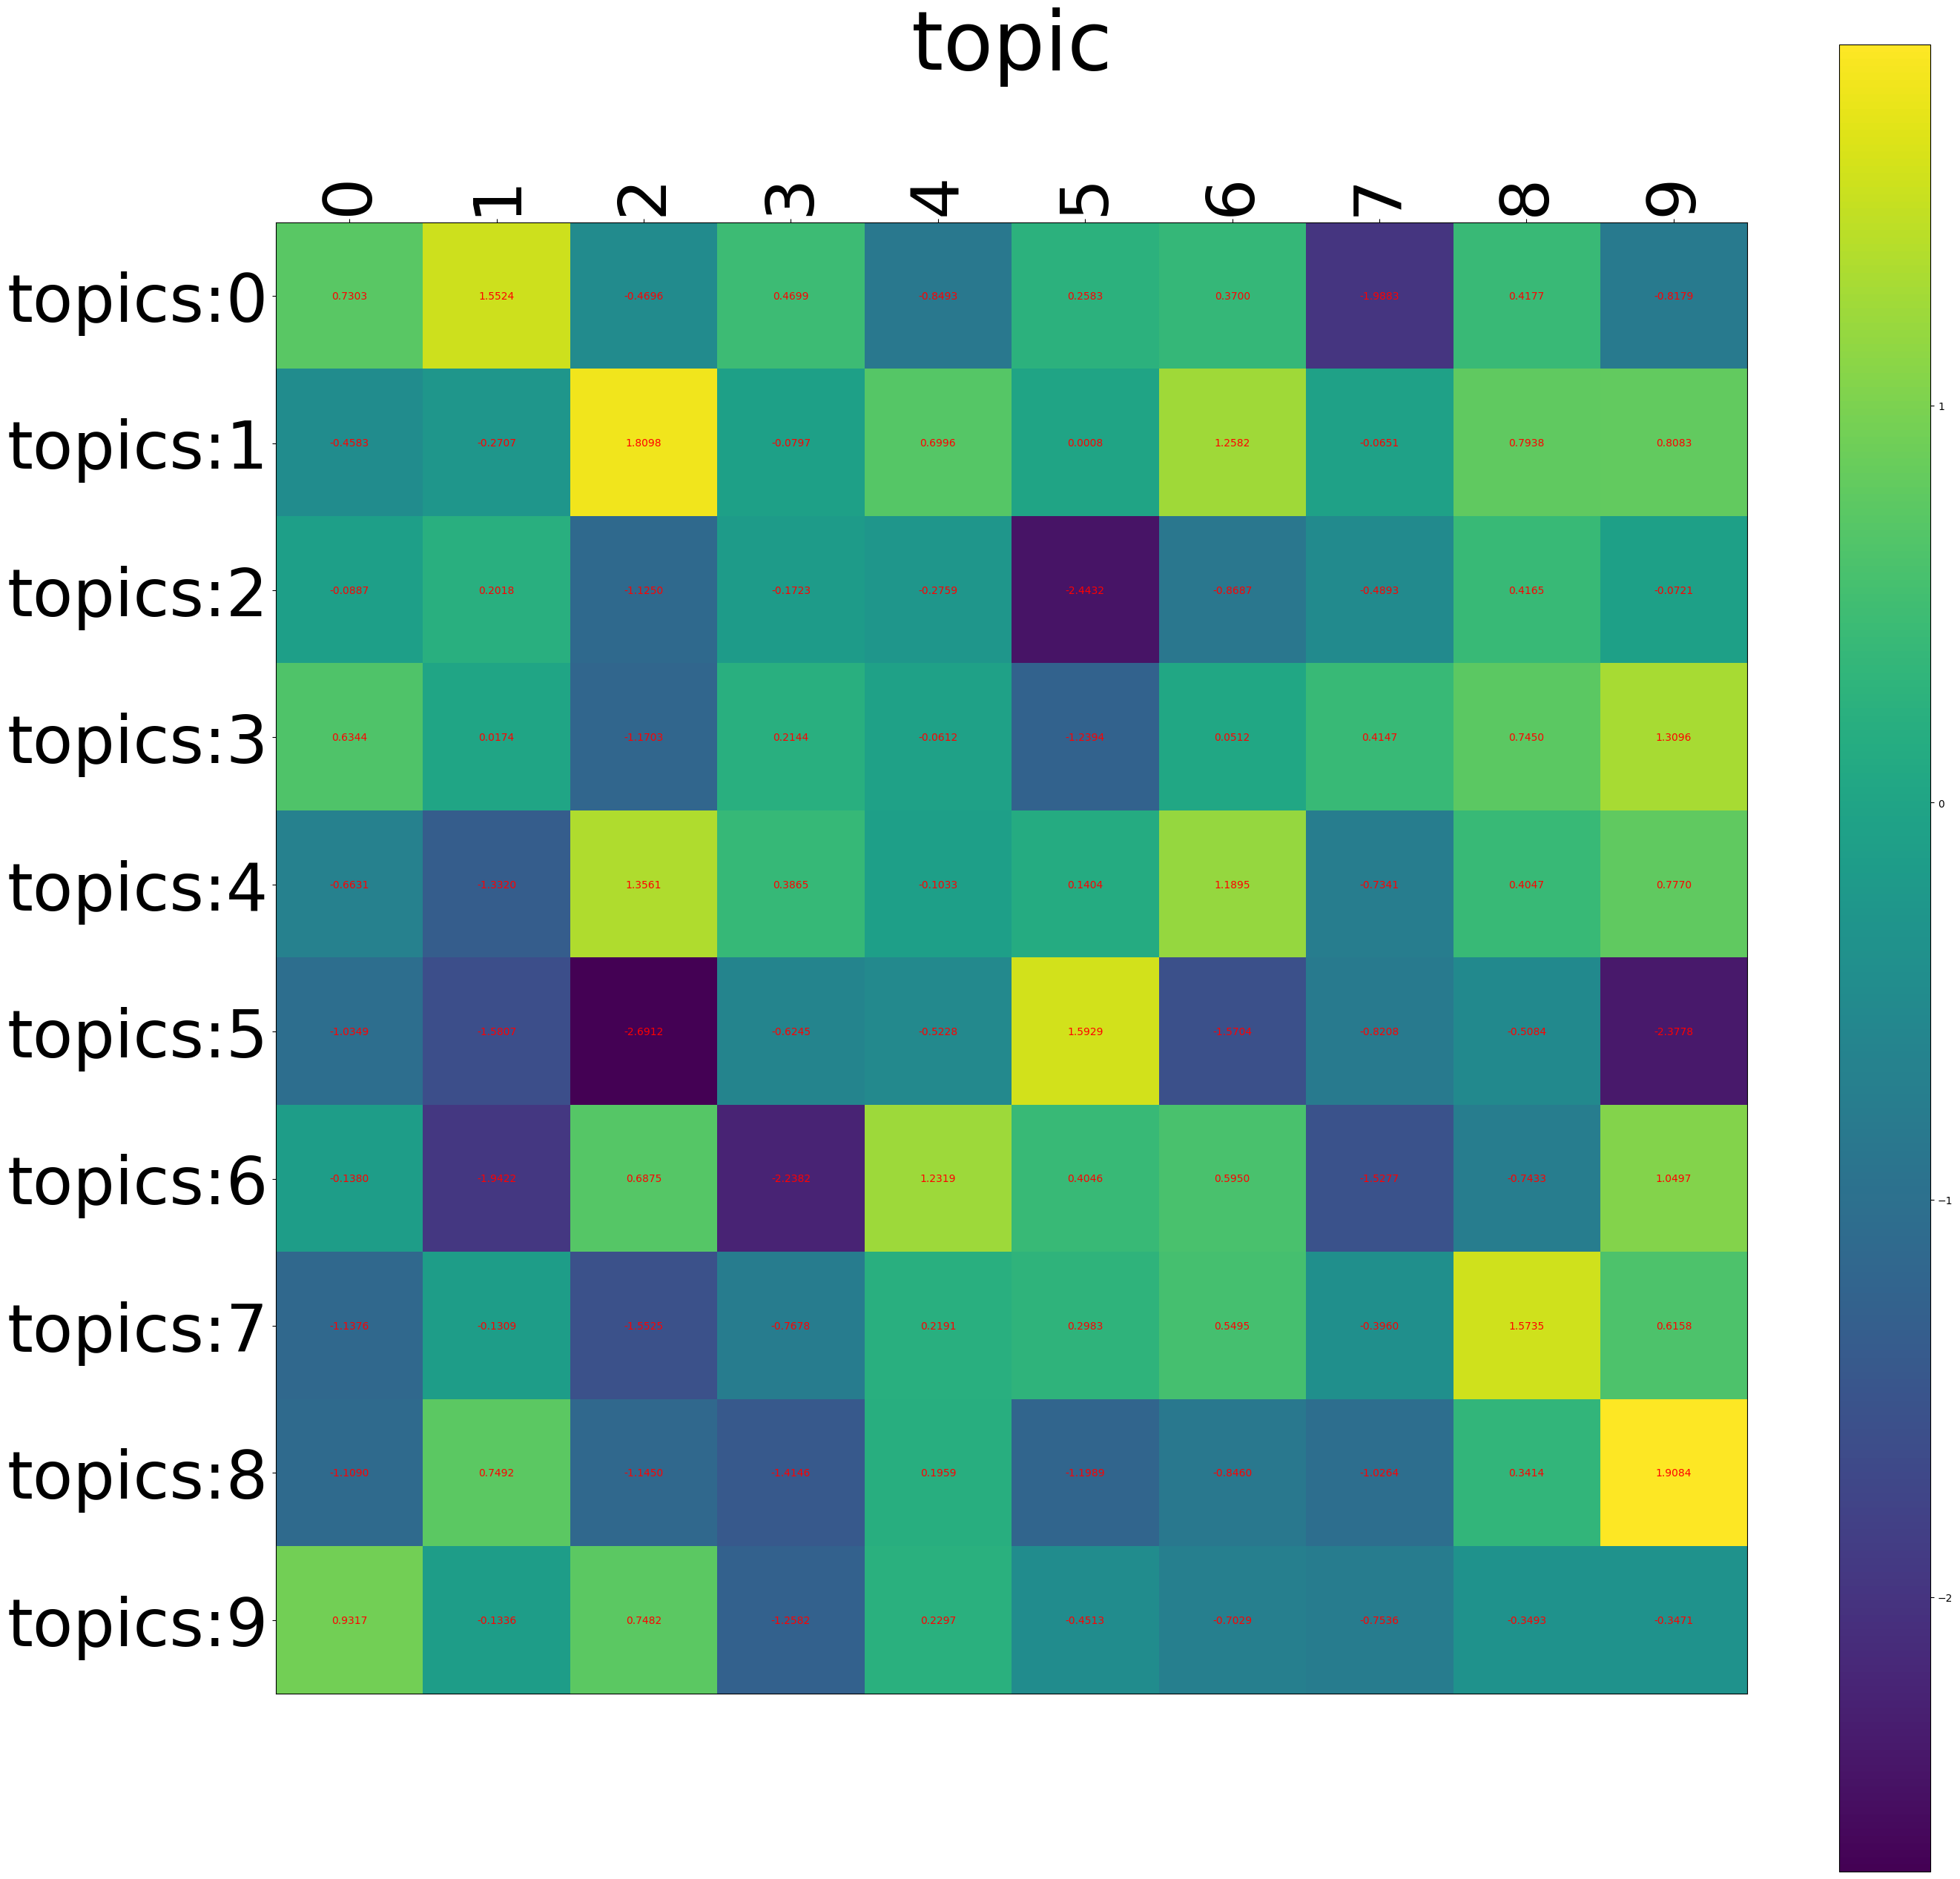 topic
0 1 2 3 4 5 6 7 8 9
topics:0 0.7303 1.5524 -0.4696 0.4699 -0.8493 0.2583 0.3700 0.4177 -0.8179
1
topics:1 -0.4583 -0.2707 1.8098 -0.0797 0.6996 0.0008 1.2582 -0.0651 0.7938 0.8083
topics:2 -0.0887 0.2018 -1.1250 -0.1723 -0.2759 -2.4432 -0.8687 -0.4893 0.4165 -0.0721
topics:3 0.6344 0.0174 -1.1703 0.2144 -0.0612 0.0512 0.4147 0.7450 1.3096
0
topics:4 -0.6631 1.3561 0.3865 -0.1033 0.1404 1.1895 -0.7341 0.4047 0.7770
topics:5 -1.0349 -2.6912 -0.6245 -0.5228 1.5929 -0.8208 -0.5084 -2.3778
topics:6 -0.1380 0.6875 -2.2382 1.2319 0.4046 0.5950 -0.7433 1.0497
−1
topics:7 -1.1376 -0.1309 -0.7678 0.2191 0.2983 0.5495 -0.3960 1.5735 0.6158
topics:8 -1.1090 0.7492 -1.1450 0.1959 -1.1969 -0.8460 -1.0264 0.3414 1.9084
−2
topics:9 0.9317 -0.1336 0.7482 0.2297 -0.4513 -0.7029 -0.7536 -0.3493 -0.3471